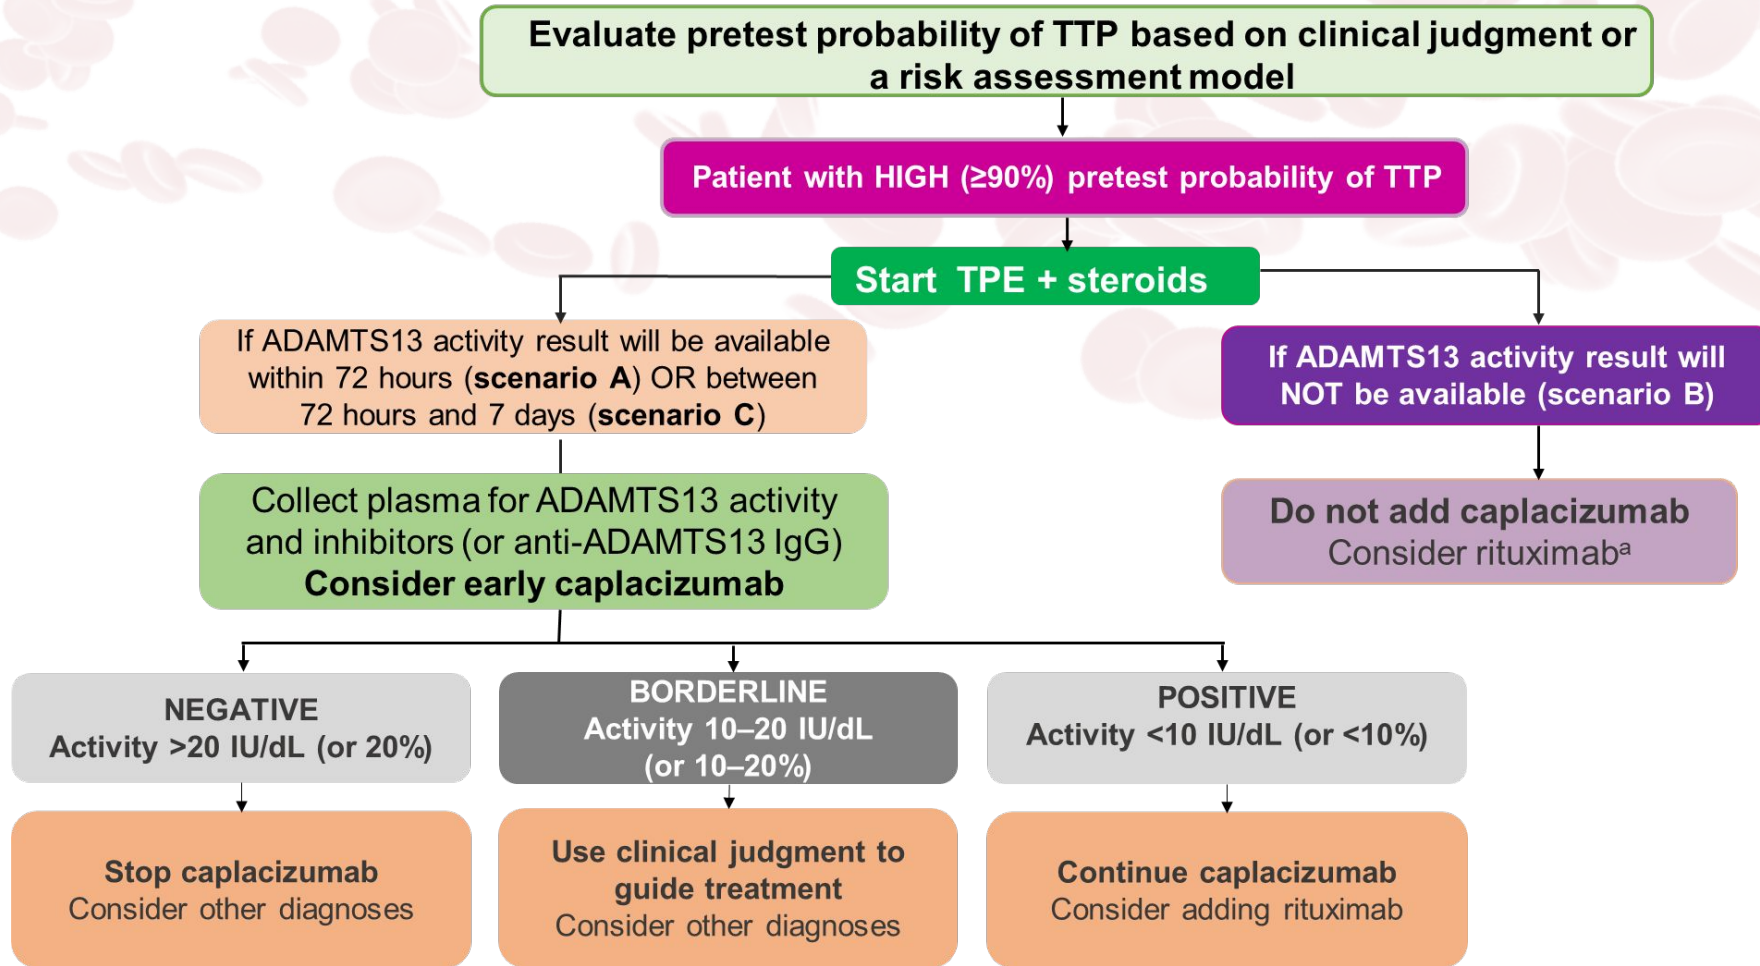 Evaluate pretest probability of TTP based on clinical judgment or
a risk assessment model
Patient with HIGH (≥90%) pretest probability of TTP
Start TPE + steroids
If ADAMTS13 activity result will be available
within 72 hours (scenario A) OR between
72 hours and 7 days (scenario C)
If ADAMTS13 activity result will
NOT be available (scenario B)
Collect plasma for ADAMTS13 activity
and inhibitors (or anti-ADAMTS13 IgG)
Consider early caplacizumab
Do not add caplacizumab
Consider rituximabᵃ
NEGATIVE
Activity >20 IU/dL (or 20%)
BORDERLINE
Activity 10–20 IU/dL
(or 10–20%)
POSITIVE
Activity <10 IU/dL (or <10%)
Stop caplacizumab
Consider other diagnoses
Use clinical judgment to
guide treatment
Consider other diagnoses
Continue caplacizumab
Consider adding rituximab